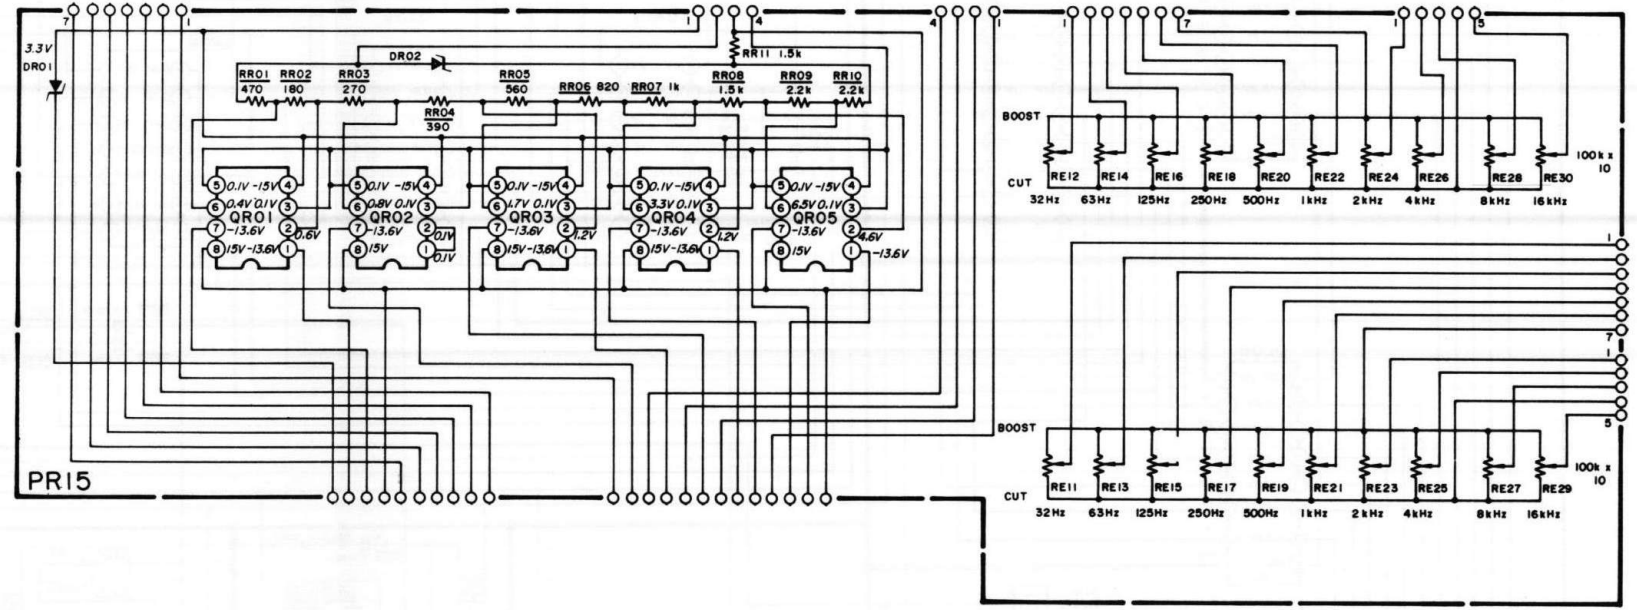 7 1 1 4 4 1 1 7 1 5
3.3V
DR01
DR02
RR11 1.5k
RR01 RR02 RR03 RR05 RR06 820 RR07 1k RR08 RR09 RR10
470 180 270 560 1.5k 2.2k 2.2k
RR04
390
BOOST
RE12 RE14 RE16 RE18 RE20 RE22 RE24 RE26 RE28 RE30
100k x
10
CUT
32Hz 63Hz 125Hz 250Hz 500Hz 1kHz 2kHz 4kHz 8kHz 16kHz
5 0.1V -15V 4 5 0.1V -15V 4 5 0.1V -15V 4 5 0.1V -15V 4 5 0.1V -15V 4
6 0.4V 0.1V 3 6 0.8V 0.1V 3 6 1.7V 0.1V 3 6 3.3V 0.1V 3 6 6.5V 0.1V 3
QR01 QR02 QR03 QR04 QR05
7 -13.6V 2 0.6V 7 -13.6V 2 0.1V 7 -13.6V 2 1.2V 7 -13.6V 2 1.2V 7 -13.6V 2 4.6V
8 15V -13.6V 1 8 15V 1 0.1V 8 15V -13.6V 1 8 15V -13.6V 1 8 15V 1 -13.6V
1
7
1
5
BOOST
RE11 RE13 RE15 RE17 RE19 RE21 RE23 RE25 RE27 RE29
100k x
10
CUT
32Hz 63Hz 125Hz 250Hz 500Hz 1kHz 2kHz 4kHz 8kHz 16kHz
PR15